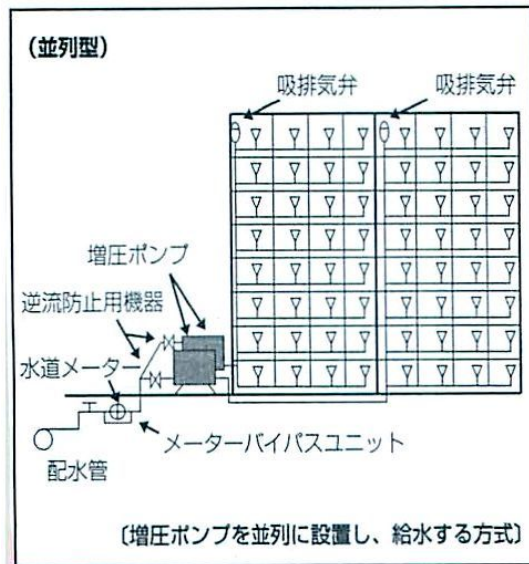 (並列型)
吸排気弁
吸排気弁
増圧ポンプ
逆流防止用機器
水道メーター
メーターバイパスユニット
配水管
〔増圧ポンプを並列に設置し、給水する方式〕